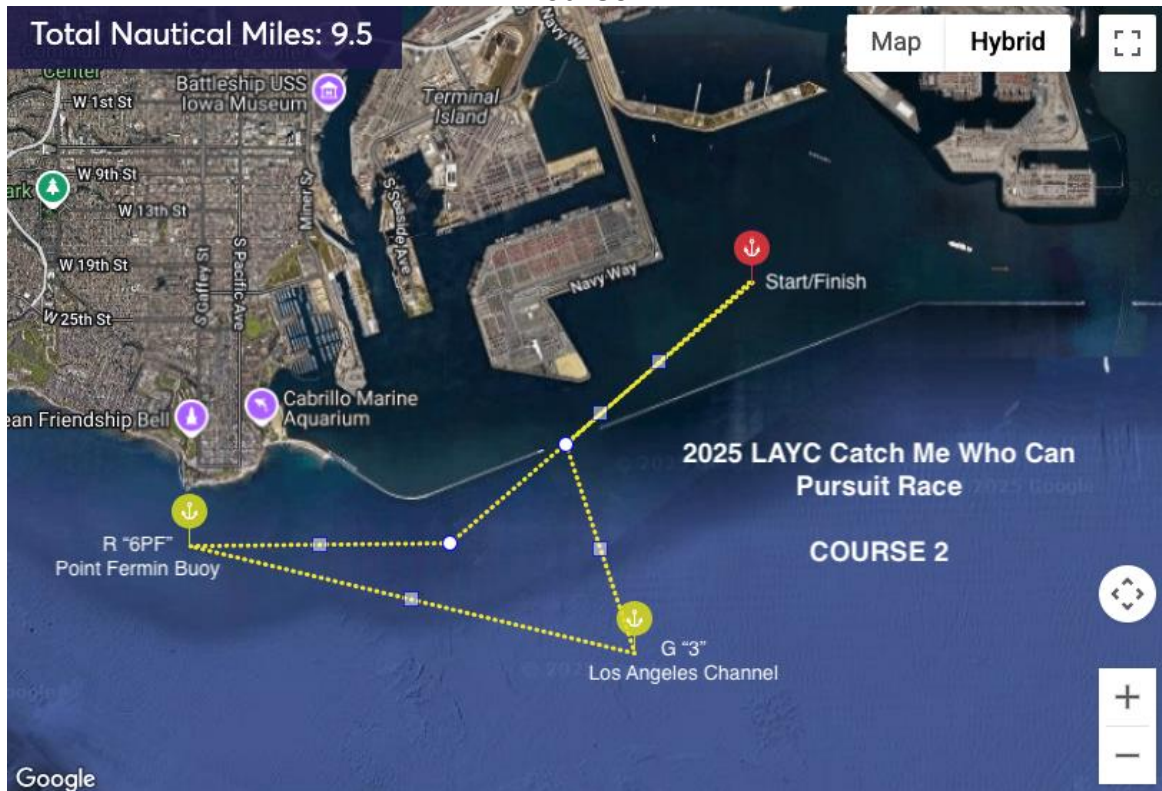 Total Nautical Miles: 9.5
Map
Hybrid
Navy Way
Center
Battleship USS
Iowa Museum
Terminal
Island
W 1st St
W 9th St
ark
W 13th St
Miner St
S Seaside Ave
W 19th St
S Gaffey St
S Pacific Ave
Navy Way
Start/Finish
W 25th St
ean Friendship Bell
Cabrillo Marine
Aquarium
2025 LAYC Catch Me Who Can
Pursuit Race
COURSE 2
R “6PF”
Point Fermin Buoy
G “3”
Los Angeles Channel
Google